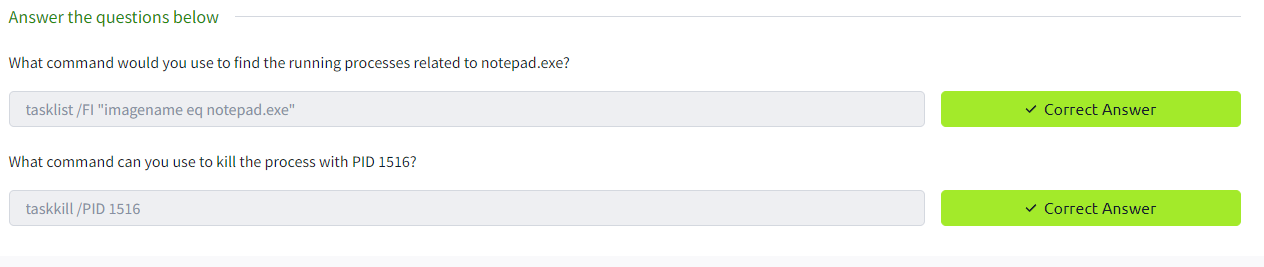 Answer the questions below
What command would you use to find the running processes related to notepad.exe?
tasklist /FI "imagename eq notepad.exe"
✓ Correct Answer
What command can you use to kill the process with PID 1516?
taskkill /PID 1516
✓ Correct Answer